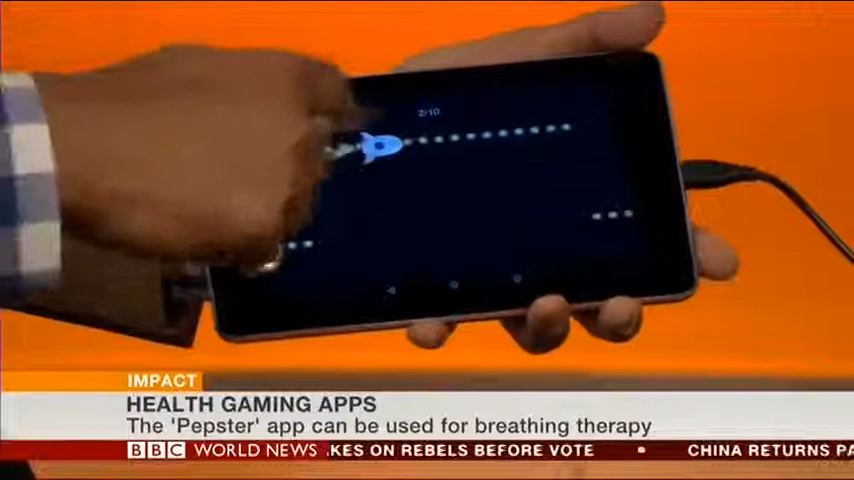 2/10
IMPACT
HEALTH GAMING APPS
The 'Pepster' app can be used for breathing therapy
BBC WORLD NEWS KES ON REBELS BEFORE VOTE • CHINA RETURNS